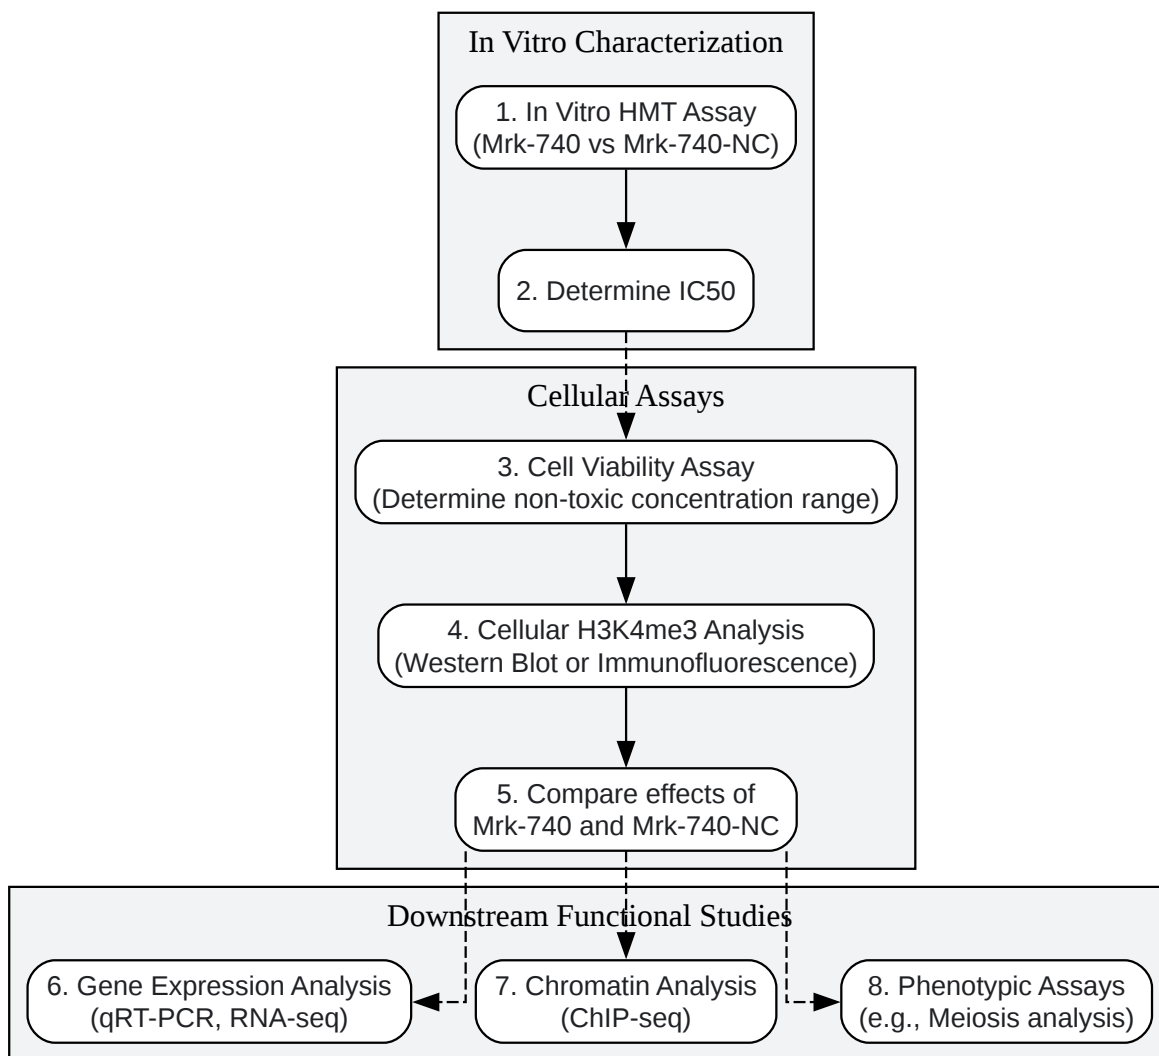 In Vitro Characterization
1. In Vitro HMT Assay
(Mrk-740 vs Mrk-740-NC)
2. Determine IC50
Cellular Assays
3. Cell Viability Assay
(Determine non-toxic concentration range)
4. Cellular H3K4me3 Analysis
(Western Blot or Immunofluorescence)
5. Compare effects of
Mrk-740 and Mrk-740-NC
Downstream Functional Studies
6. Gene Expression Analysis
(qRT-PCR, RNA-seq)
7. Chromatin Analysis
(ChIP-seq)
8. Phenotypic Assays
(e.g., Meiosis analysis)